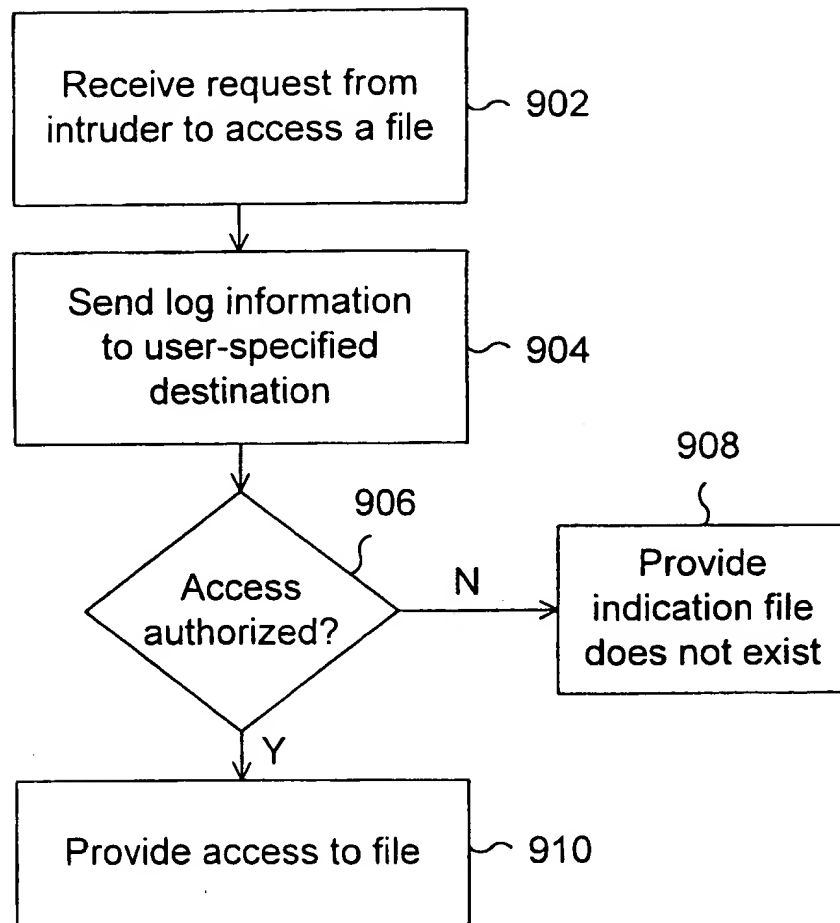 Receive request from
intruder to access a file
902
Send log information
to user-specified
destination
904
908
906
Access
authorized?
N
Provide
indication file
does not exist
Y
Provide access to file
910